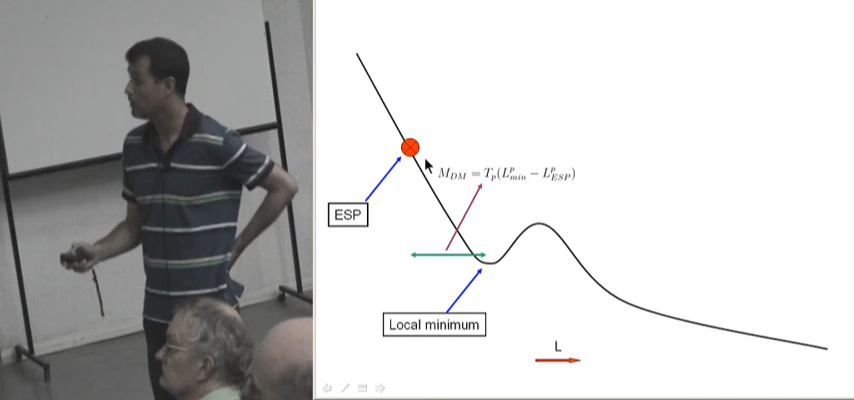 M_{DM} = T_p(L^p_{min} − L^p_{ESP})
ESP
Local minimum
L